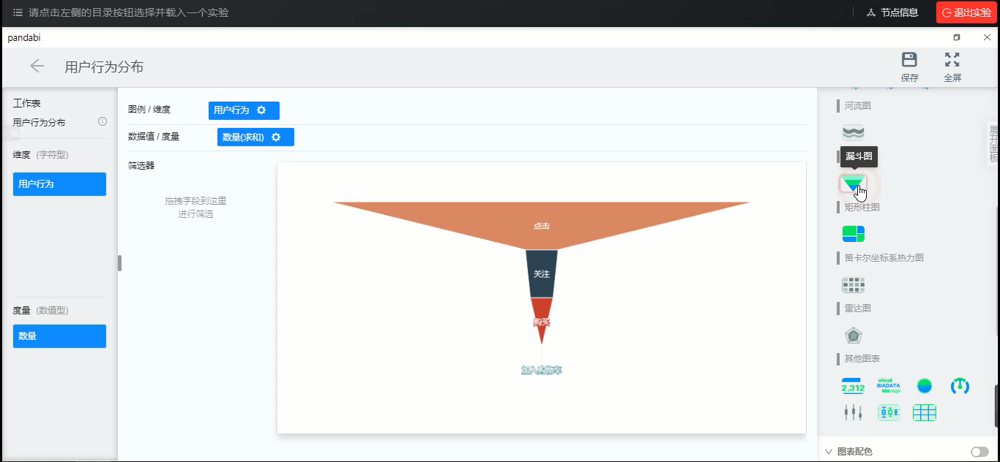 请点击左侧的目录按钮选择并载入一个实验
节点信息
退出实验
pandabi
用户行为分布
保存
全屏
工作表
用户行为分布
维度 (字符型)
用户行为
度量 (数值型)
数量
图例 / 维度
用户行为
数据值 / 度量
数量(求和)
筛选器
拖拽字段到这里
进行筛选
点击
关注
购买
加入购物车
河流图
漏斗图
矩形柱图
笛卡尔坐标系热力图
雷达图
其他图表
2,312
cloud
BIADATA
storage
图表配色
展开面板